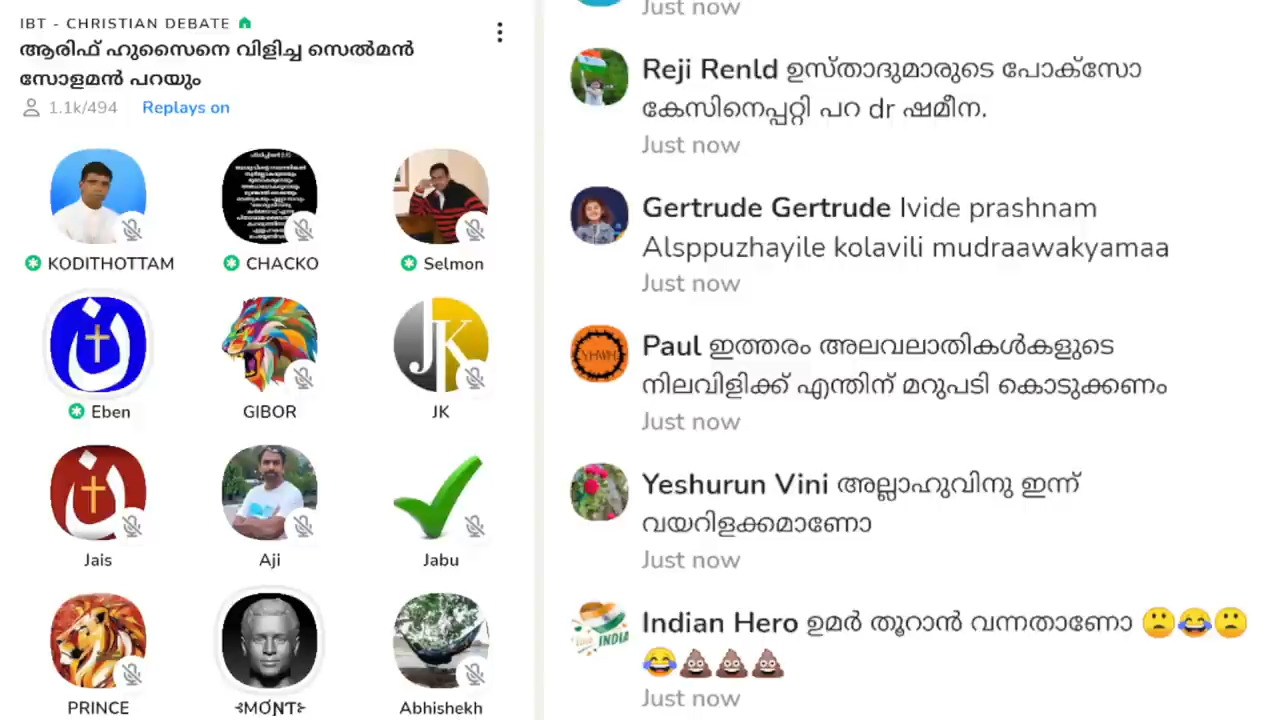 IBT - CHRISTIAN DEBATE
ആരിഫ് ഹുസൈനെ വിളിച്ച സെൽമൻ
സോളമൻ പറയും
1.1k/494 Replays on
KODITHOTTAM CHACKO Selmon
Eben GIBOR JK
Jais Aji Jabu
PRINCE Abhishekh
Just now
Reji Renld ഉസ്താദുമാരുടെ പോക്സോ
കേസിനെപ്പറ്റി പറ dr ഷമീന.
Just now
Gertrude Gertrude Ivide prashnam
Alsppuzhayile kolavili mudraawakyamaa
Just now
YHWH
Paul ഇത്തരം അലവലാതികൾകളുടെ
നിലവിളിക്ക് എന്തിന് മറുപടി കൊടുക്കണം
Just now
Yeshurun Vini അല്ലാഹുവിനു ഇന്ന്
വയറിളക്കമാണോ
Just now
INDIA
Indian Hero ഉമർ തൂറാൻ വന്നതാണോ 🙁😂🙁
😂💩💩💩
Just now